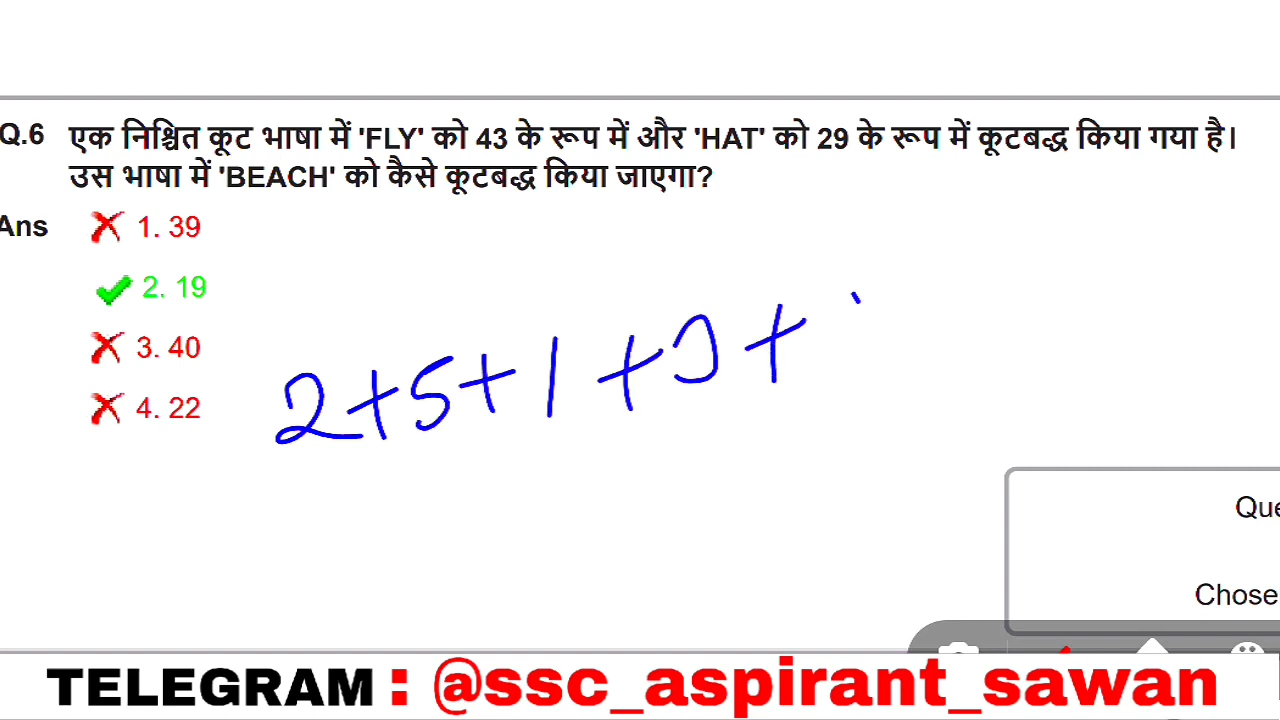 Q.6 एक निश्चित कूट भाषा में 'FLY' को 43 के रूप में और 'HAT' को 29 के रूप में कूटबद्ध किया गया है।
उस भाषा में 'BEACH' को कैसे कूटबद्ध किया जाएगा?
Ans 1. 39
2. 19
3. 40
4. 22
2+5+1+3+
Que
Chose
TELEGRAM : @ssc_aspirant_sawan